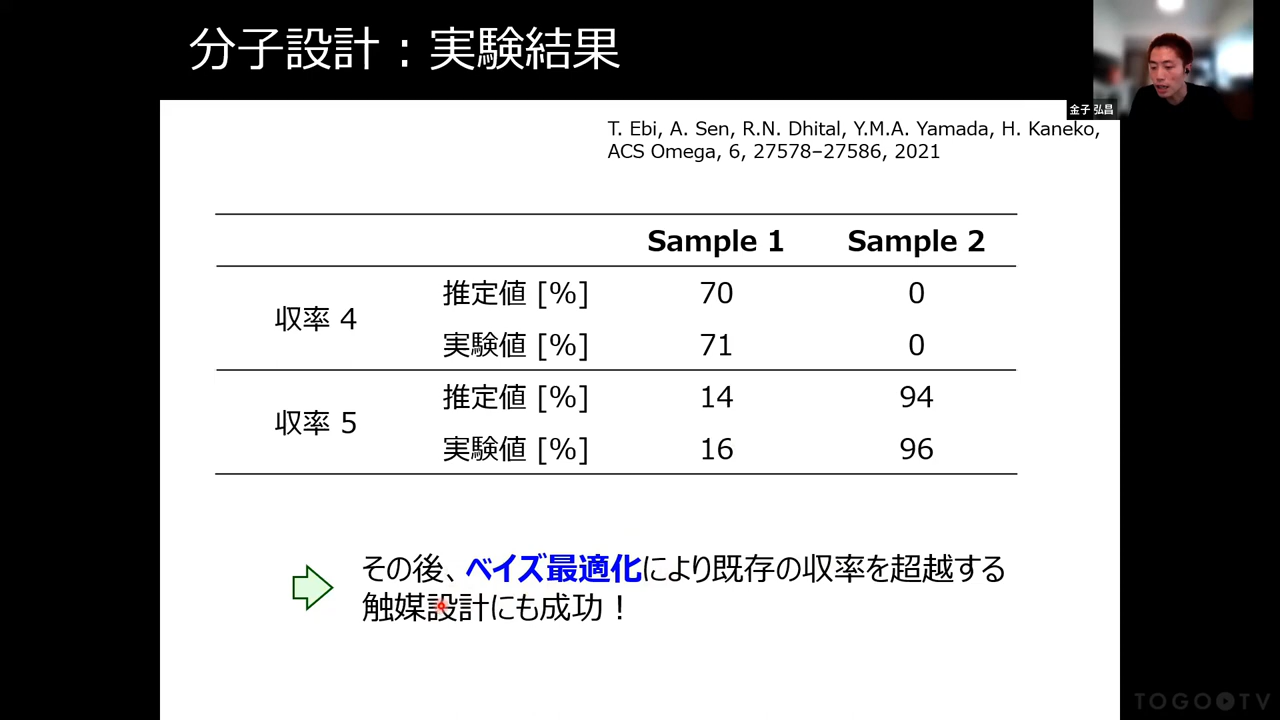 分子設計：実験結果
金子 弘昌
T. Ebi, A. Sen, R.N. Dhital, Y.M.A. Yamada, H. Kaneko,
ACS Omega, 6, 27578–27586, 2021
Sample 1 Sample 2
収率 4
推定値 [%] 70 0
実験値 [%] 71 0
収率 5
推定値 [%] 14 94
実験値 [%] 16 96
その後、ベイズ最適化により既存の収率を超越する
触媒設計にも成功！
TOGO TV